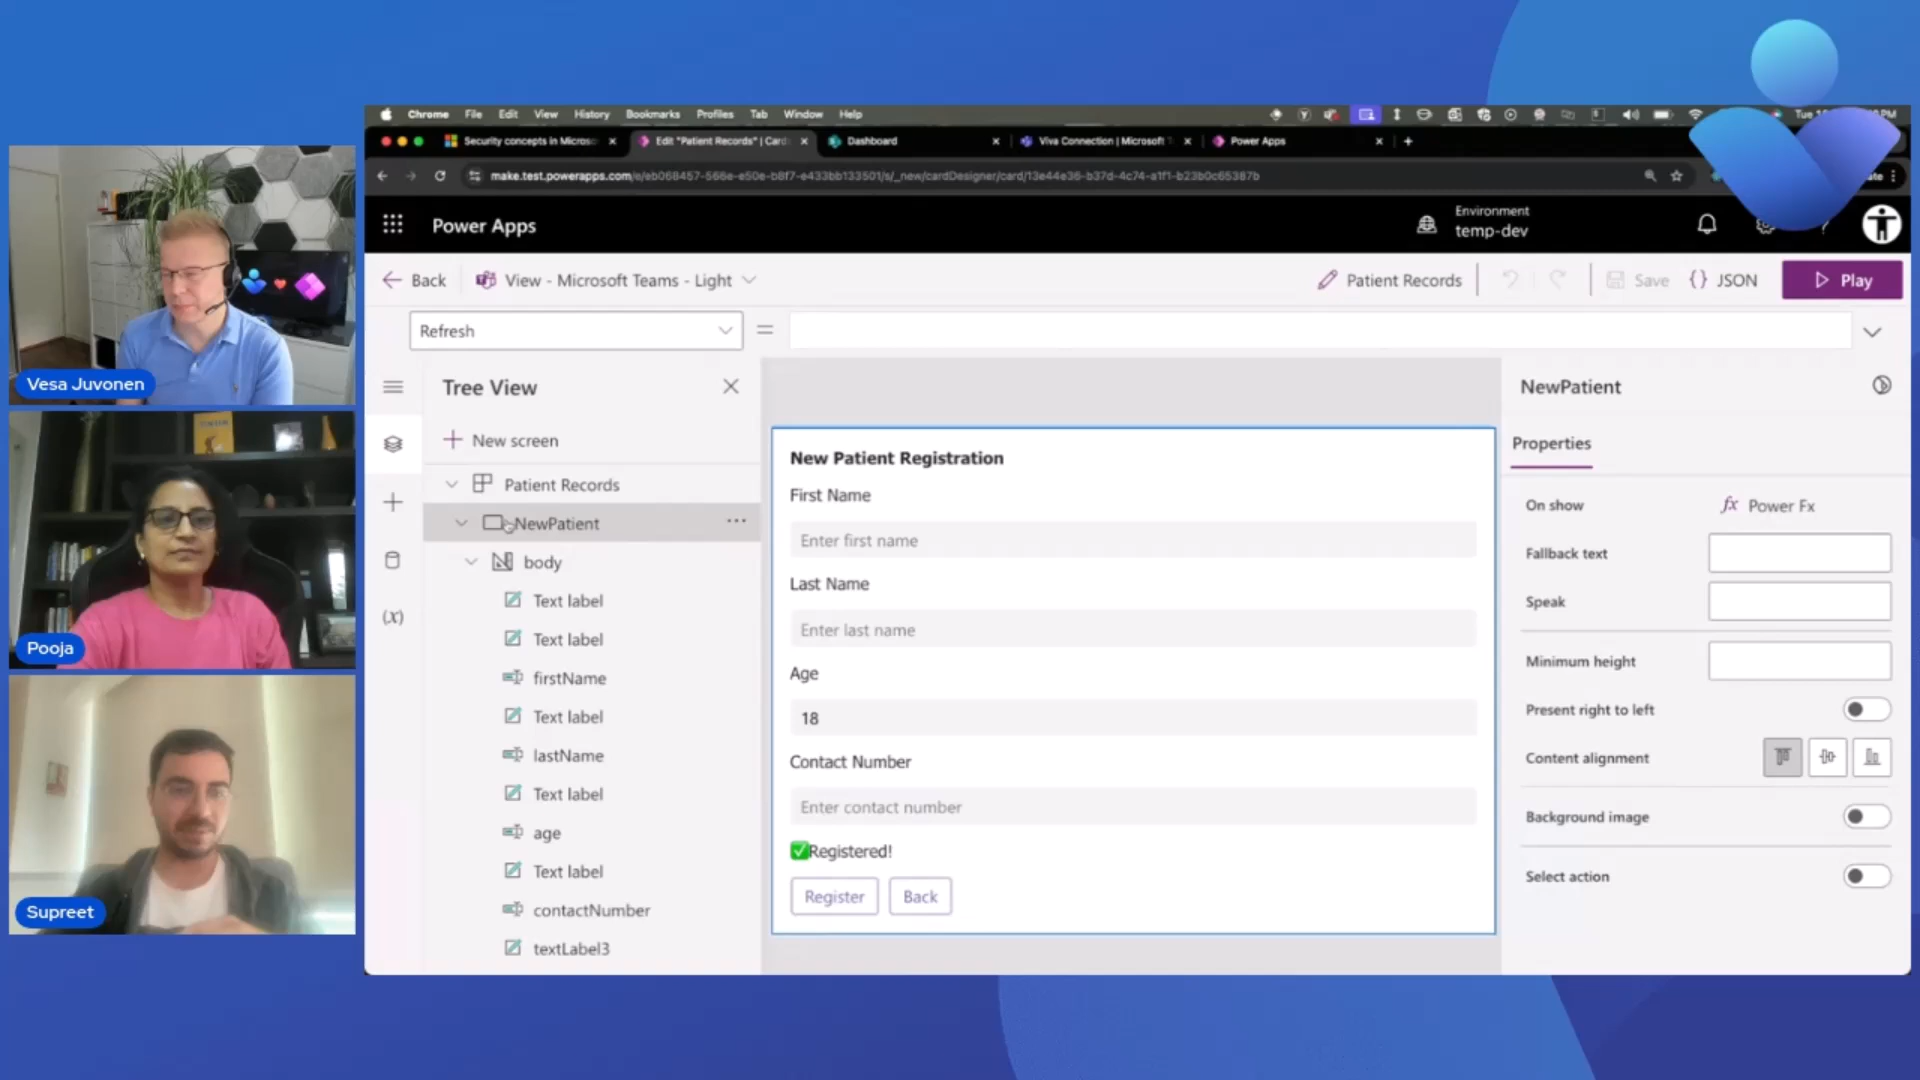 Chrome File Edit View History Bookmarks Profiles Tab Window Help
Security concepts in Microso
Edit "Patient Records" | Card
Dashboard
Viva Connection | Microsoft T
Power Apps
make.test.powerapps.com/e/eb068457-566e-e50e-b8f7-e433bb133501/s/_new/cardDesigner/card/13e44e36-b37d-4c74-a1f1-b23b0c65387b
Power Apps
Environment
temp-dev
Back
View - Microsoft Teams - Light
Patient Records
Save
{} JSON
Play
Refresh
=
Tree View
New screen
Patient Records
NewPatient
body
Text label
Text label
firstName
Text label
lastName
Text label
age
Text label
contactNumber
textLabel3
(x)
New Patient Registration
First Name
Enter first name
Last Name
Enter last name
Age
18
Contact Number
Enter contact number
Registered!
Register
Back
NewPatient
Properties
On show
fx Power Fx
Fallback text
Speak
Minimum height
Present right to left
Content alignment
Background image
Select action
Vesa Juvonen
Pooja
Supreet